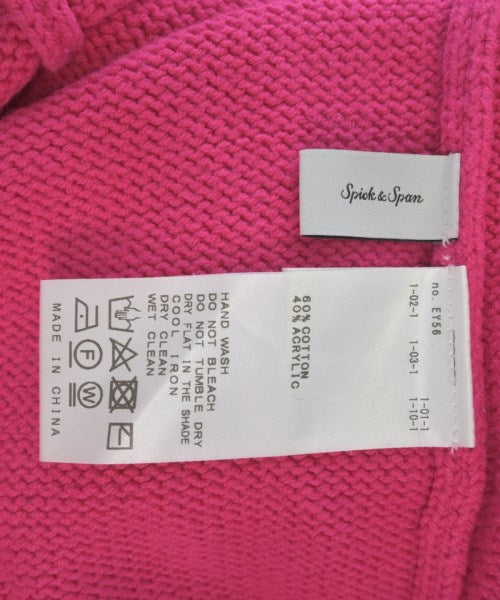 Spick & Span
no. EY56
1-02-1
1-03-1
1-01-1
1-10-1
60% COTTON
40% ACRYLIC
HAND WASH
DO NOT BLEACH
DO NOT TUMBLE DRY
DRY FLAT IN THE SHADE
COOL IRON
DRY CLEAN
WET CLEAN
F
W
MADE IN CHINA